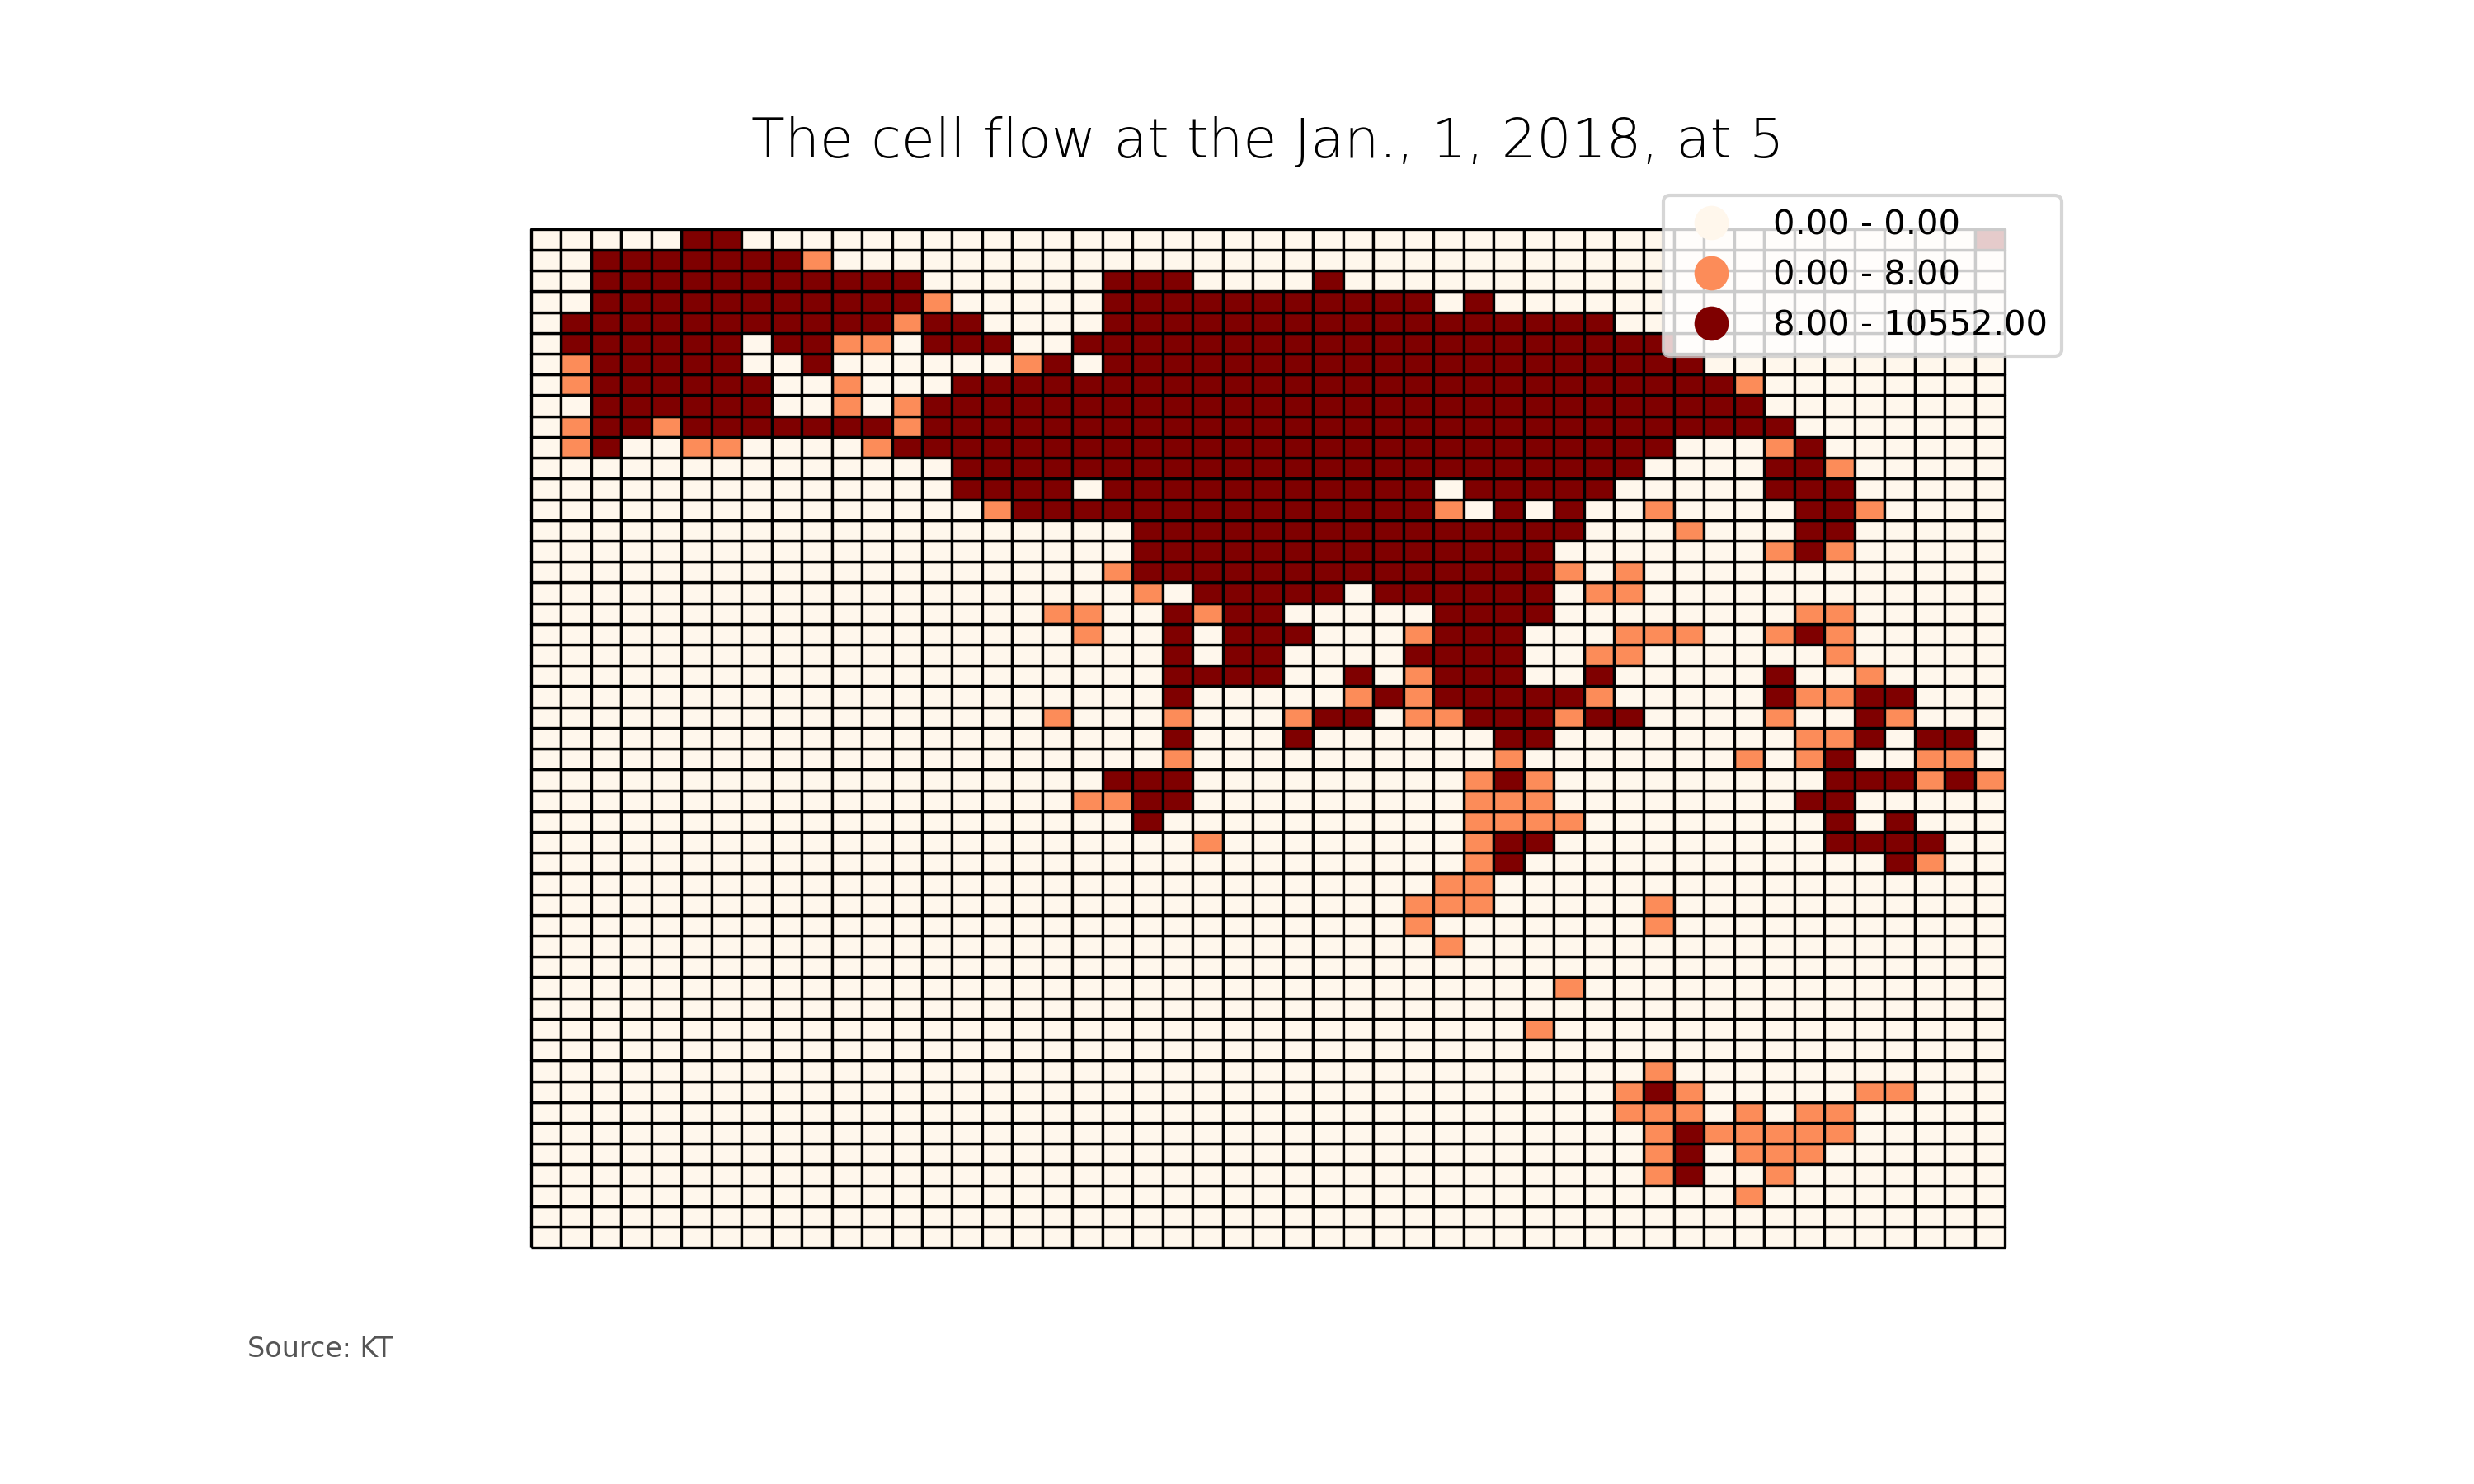 The cell flow at the Jan., 1, 2018, at 5
0.00 - 0.00
0.00 - 8.00
8.00 - 10552.00
Source: KT